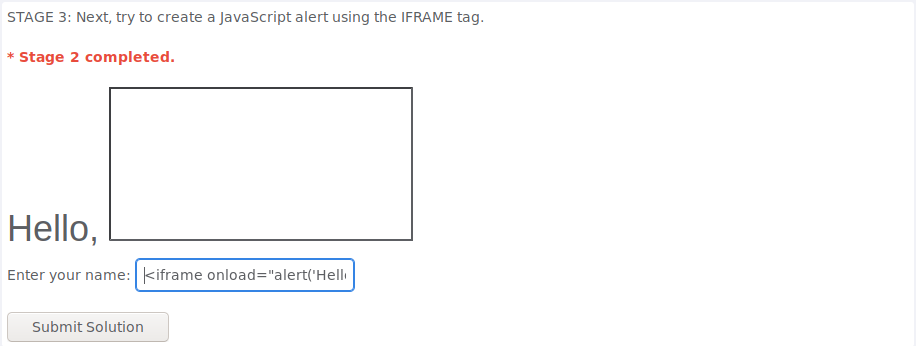 STAGE 3: Next, try to create a JavaScript alert using the IFRAME tag.
* Stage 2 completed.
Hello,
Enter your name: <iframe onload="alert('Hell
Submit Solution